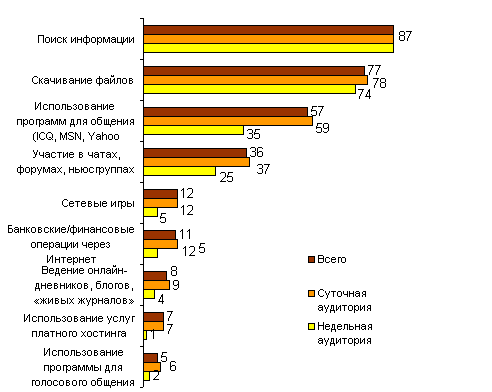 Поиск информации
87
Скачивание файлов
77
78
74
Использование
программ для общения
(ICQ, MSN, Yahoo
57
59
35
Участие в чатах,
форумах, ньюсгруппах
36
37
25
Сетевые игры
12
12
5
Банковские/финансовые
операции через
Интернет
11
12 5
Ведение онлайн-
дневников, блогов,
«живых журналов»
8
9
4
Использование услуг
платного хостинга
7
7
1
Использование
программы для
голосового общения
5
6
2
Всего
Суточная
аудитория
Недельная
аудитория